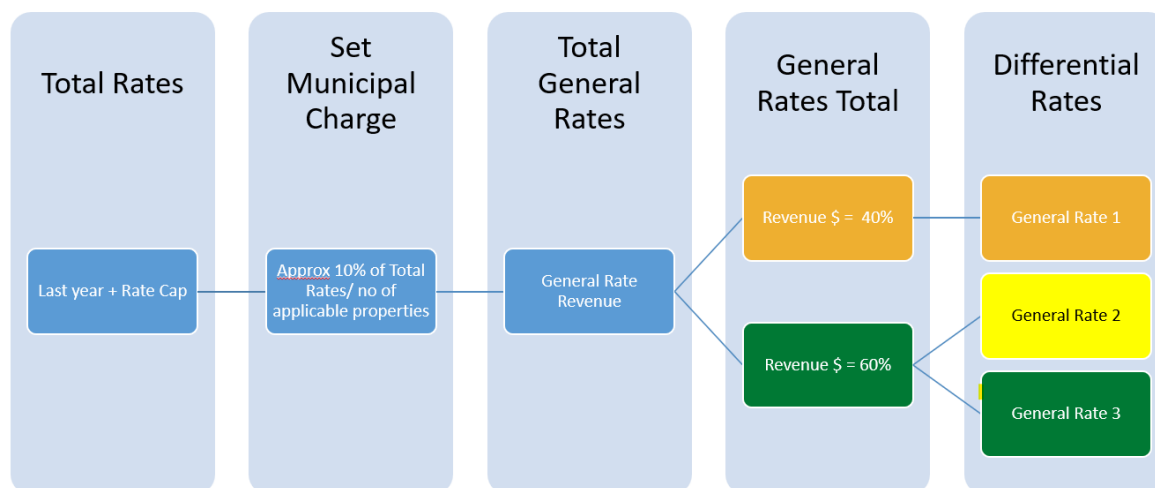 Total Rates
Set
Municipal
Charge
Total
General
Rates
General
Rates Total
Differential
Rates
Last year + Rate Cap
Approx 10% of Total
Rates/ no of
applicable properties
General Rate
Revenue
Revenue $ =  40%
Revenue $ = 60%
General Rate 1
General Rate 2
General Rate 3